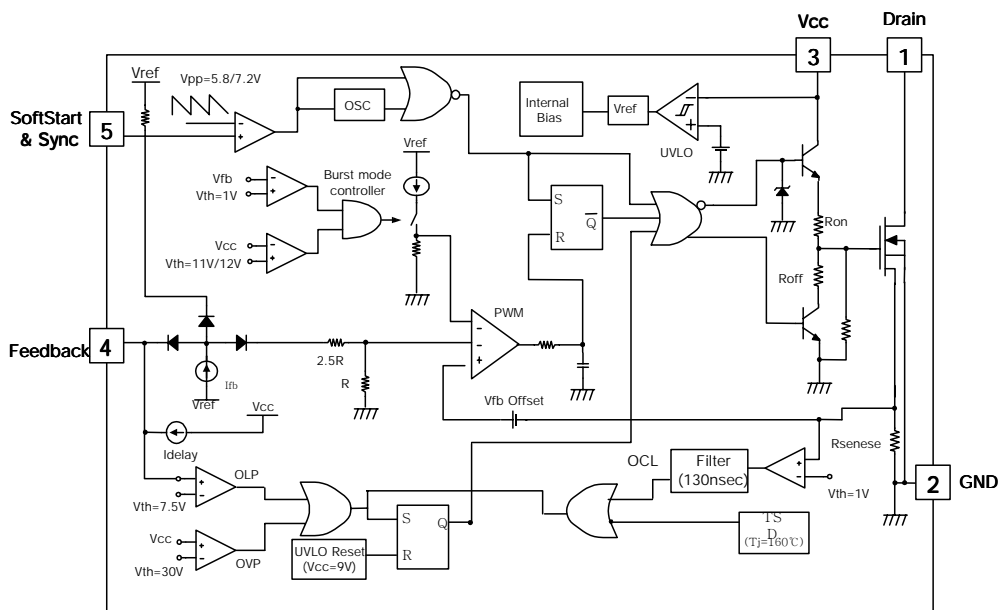 Vcc
Drain
3
1
Vref
Vpp=5.8/7.2V
OSC
Internal
Bias
Vref
UVLO
SoftStart
& Sync
5
Vref
Vfb
Vth=1V
Burst mode
controller
Vcc
Vth=11V/12V
S
R
Q
Ron
Roff
PWM
Feedback
4
2.5R
R
Ifb
Vref
Vcc
Idelay
Vfb Offset
Rsenese
OLP
Vth=7.5V
OCL
Filter
(130nsec)
Vth=1V
2
GND
S
Q
R
TS
D
(Tj=160℃)
Vcc
Vth=30V
OVP
UVLO Reset
(Vcc=9V)